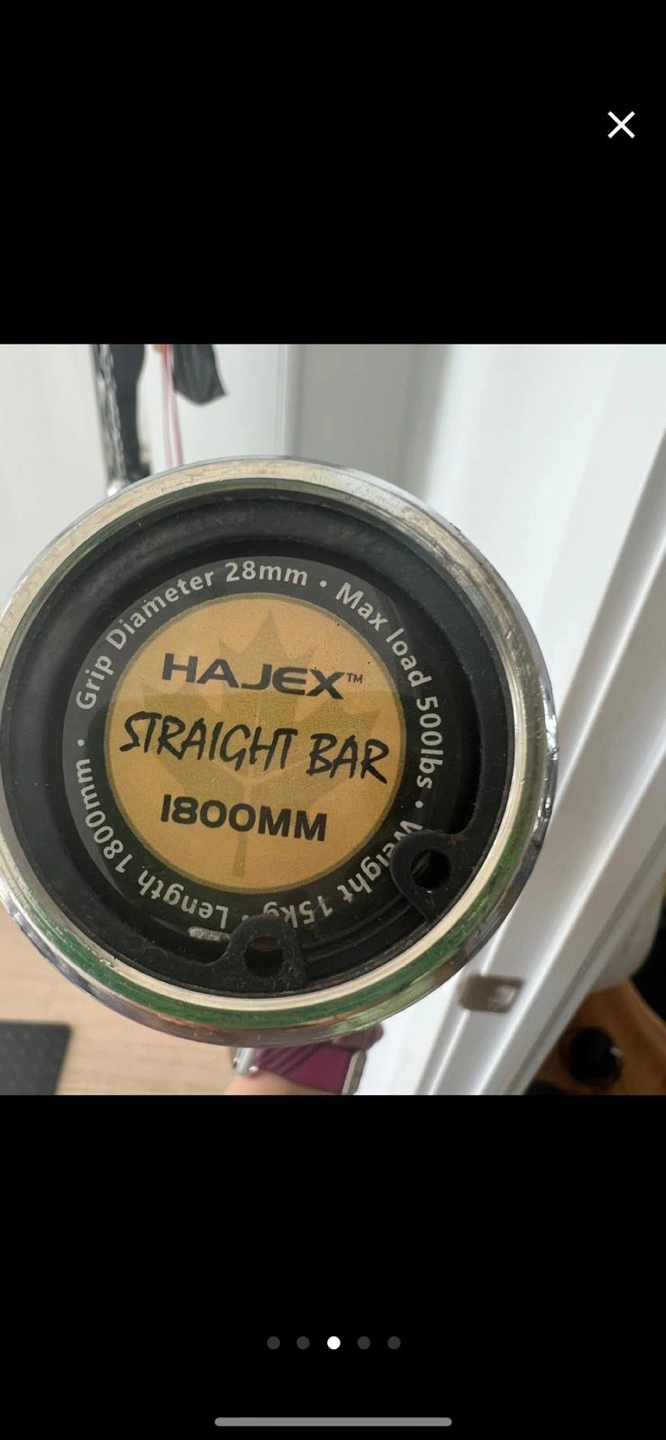 HAJEX™
STRAIGHT BAR
1800MM
Grip Diameter 28mm • Max load 500lbs • Weight 15kg • Length 1800mm •